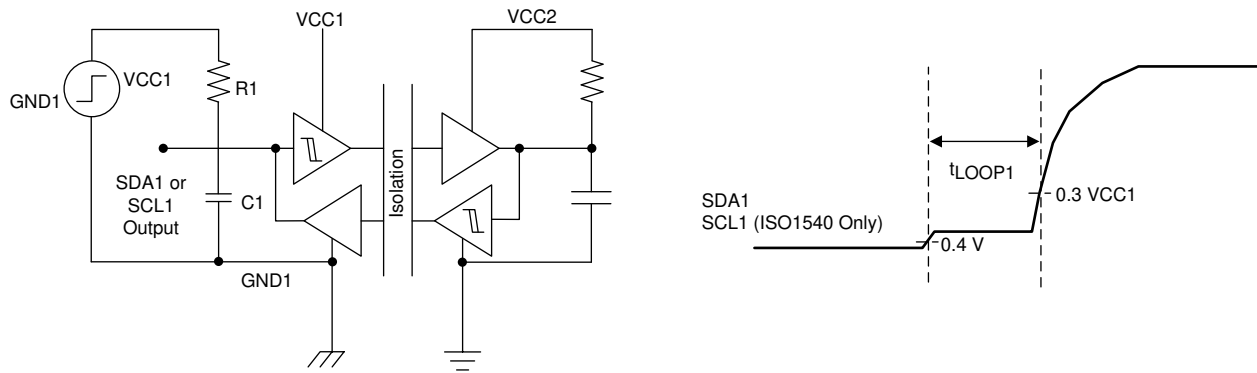 VCC1
VCC2
VCC1
GND1
R1
SDA1 or
SCL1
Output
C1
Isolation
GND1
tLOOP1
0.3 VCC1
SDA1
SCL1 (ISO1540 Only)
0.4 V